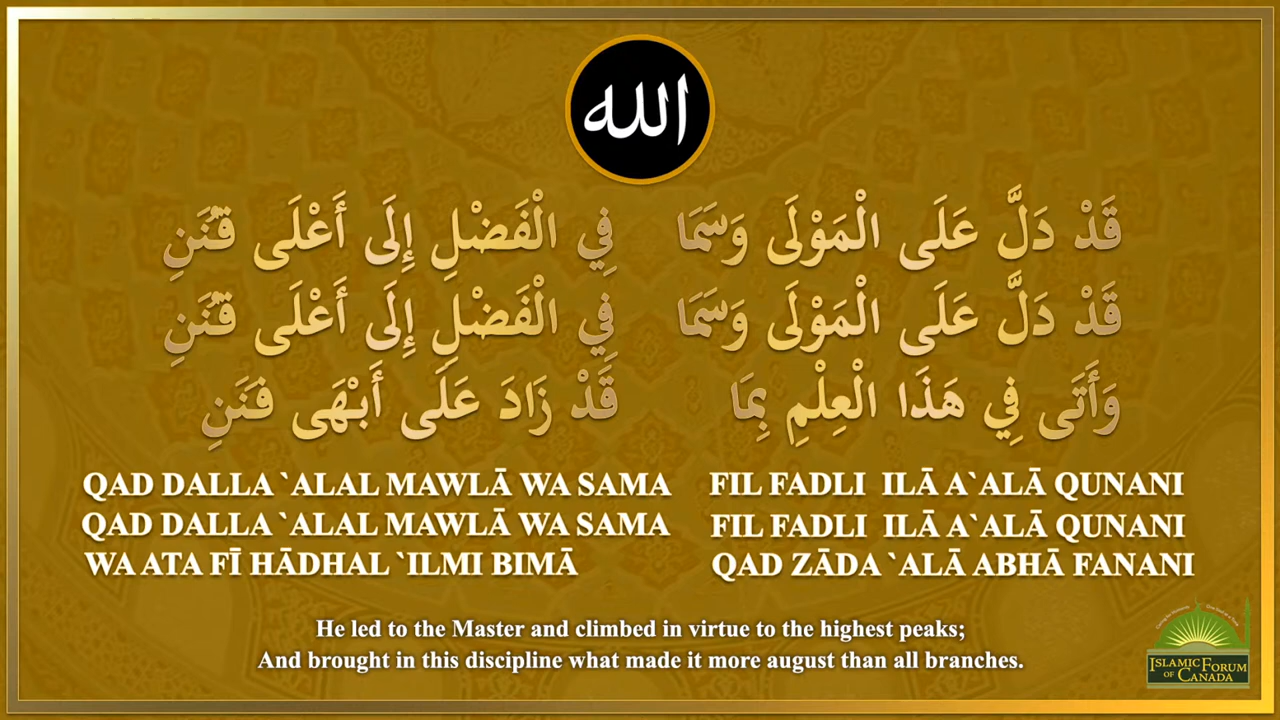 الله
قَدْ دَلَّ عَلَى الْمَوْلَى وَسَمَا فِي الْفَضْلِ إِلَى أَعْلَى قُنَنِ
قَدْ دَلَّ عَلَى الْمَوْلَى وَسَمَا فِي الْفَضْلِ إِلَى أَعْلَى قُنَنِ
وَأَتَى فِي هَذَا الْعِلْمِ بِمَا قَدْ زَادَ عَلَى أَبْهَى فَنَنِ
QAD DALLA `ALAL MAWLĀ WA SAMA FIL FADLI ILĀ A`ALĀ QUNANI
QAD DALLA `ALAL MAWLĀ WA SAMA FIL FADLI ILĀ A`ALĀ QUNANI
WA ATA FĪ HĀDHAL `ILMI BIMĀ QAD ZĀDA `ALĀ ABHĀ FANANI
He led to the Master and climbed in virtue to the highest peaks;
And brought in this discipline what made it more august than all branches.
ISLAMIC FORUM
OF CANADA